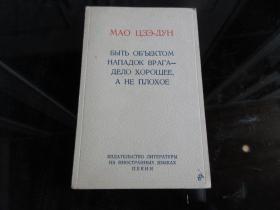 МАО ЦЗЭ-ДУН
БЫТЬ ОБЪЕКТОМ
НАПАДОК ВРАГА—
ДЕЛО ХОРОШЕЕ,
А НЕ ПЛОХОЕ
ИЗДАТЕЛЬСТВО ЛИТЕРАТУРЫ
НА ИНОСТРАННЫХ ЯЗЫКАХ
ПЕКИН